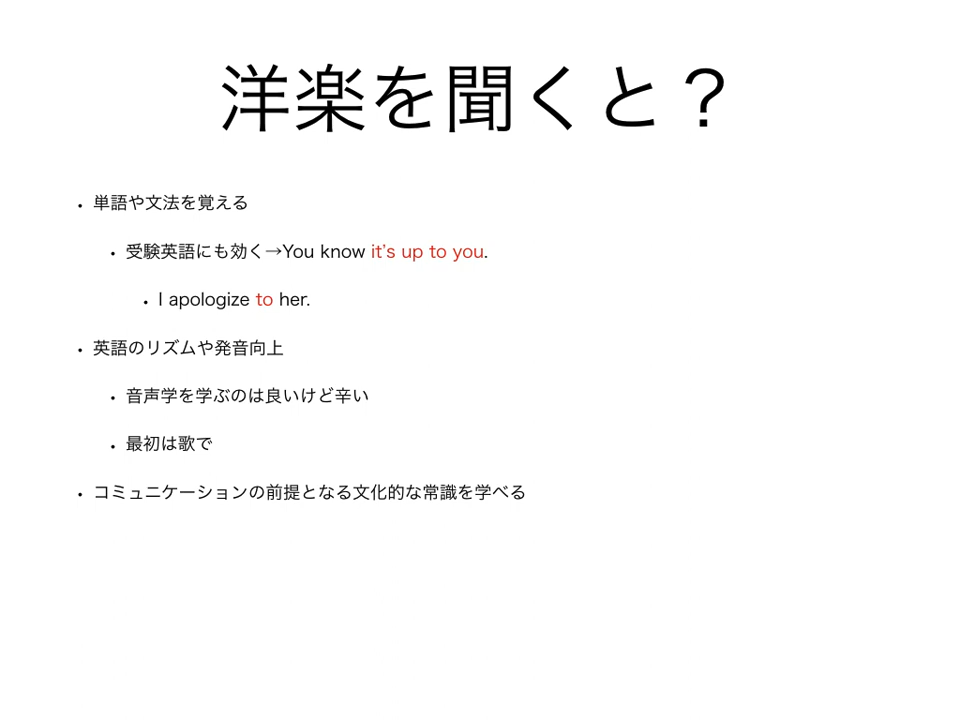 洋楽を聞くと？
• 単語や文法を覚える
• 受験英語にも効く→You know it’s up to you.
• I apologize to her.
• 英語のリズムや発音向上
• 音声学を学ぶのは良いけど辛い
• 最初は歌で
• コミュニケーションの前提となる文化的な常識を学べる